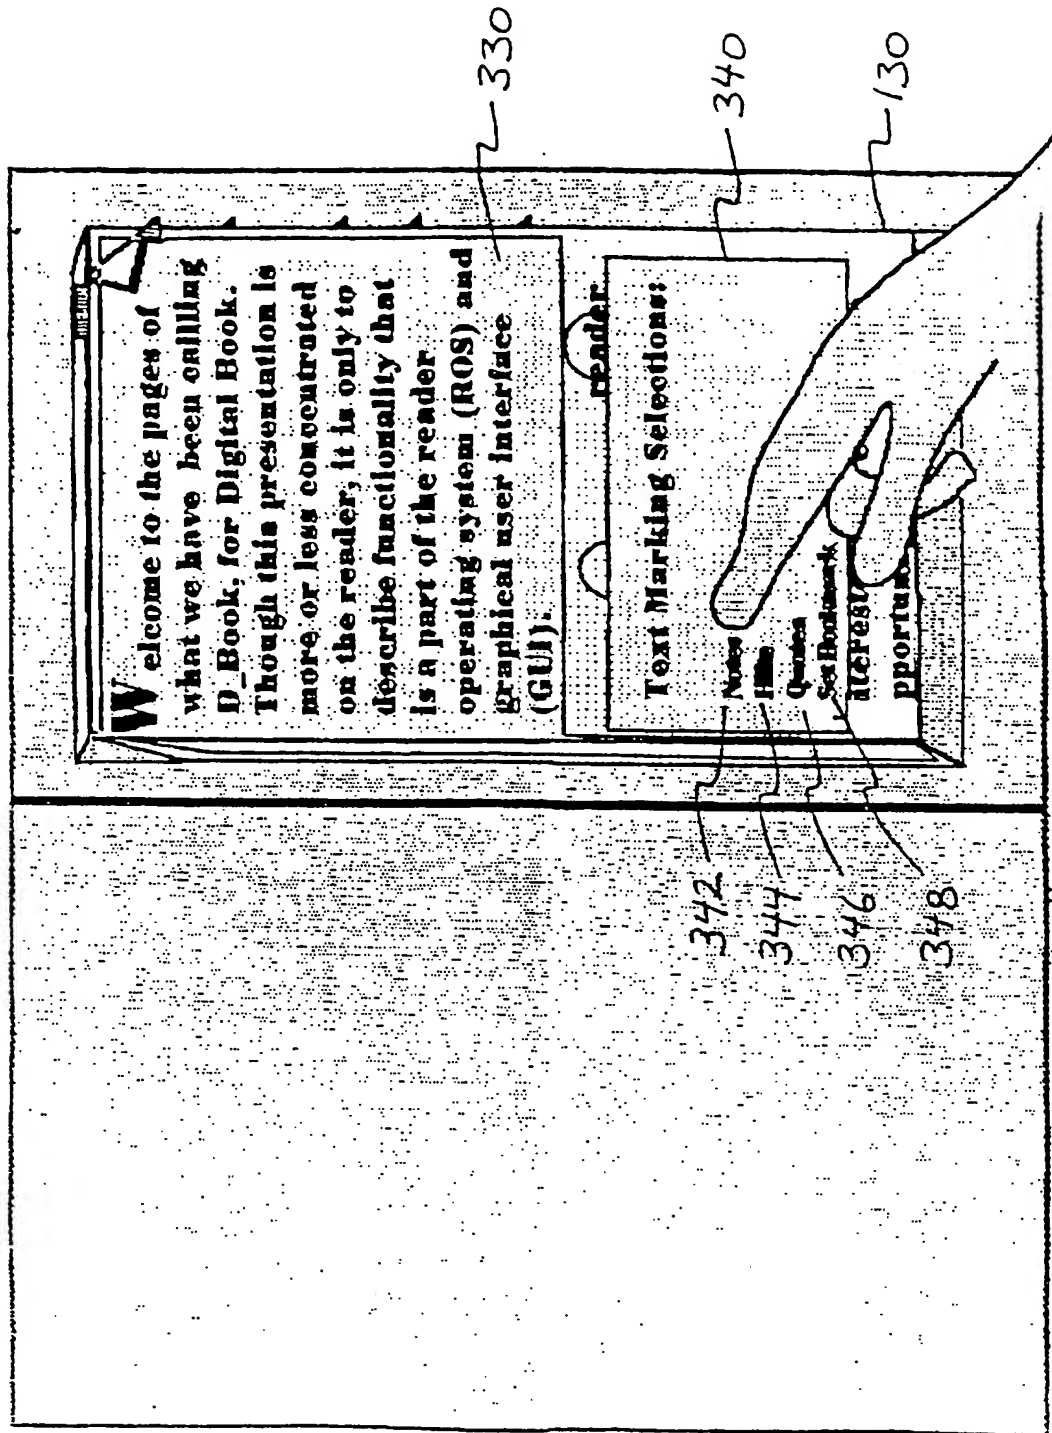 Welcome to the pages of
what we have been calling
D_Book, for Digital Book.
Though this presentation is
more or less concentrated
on the reader, it is only to
describe functionality that
is a part of the reader
operating system (ROS) and
graphical user interface
(GUI).
reader
Text Marking Selections:
Notes
Quotes
Set Bookmark
330
340
130
342
344
346
348